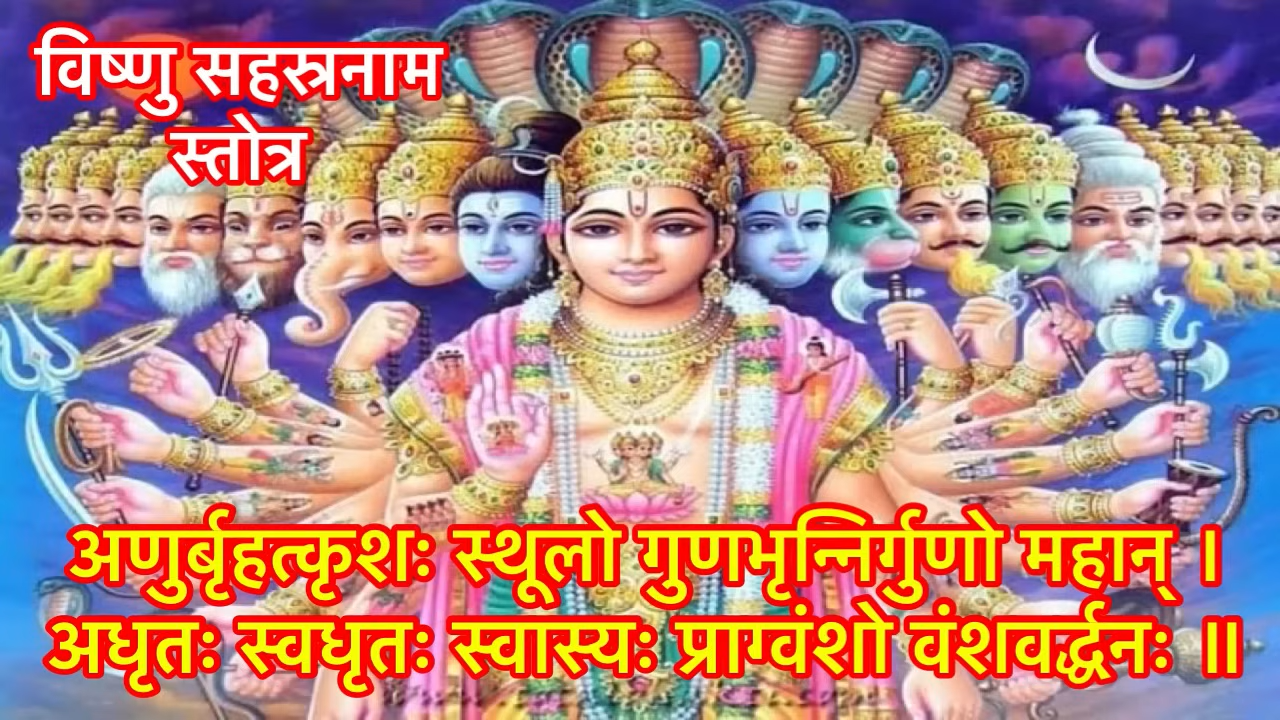 विष्णु सहस्रनाम
स्तोत्र
अणुर्बृहत्कृशः स्थूलो गुणभृन्निर्गुणो महान् ।
अधृतः स्वधृतः स्वास्यः प्राग्वंशो वंशवर्द्धनः ॥